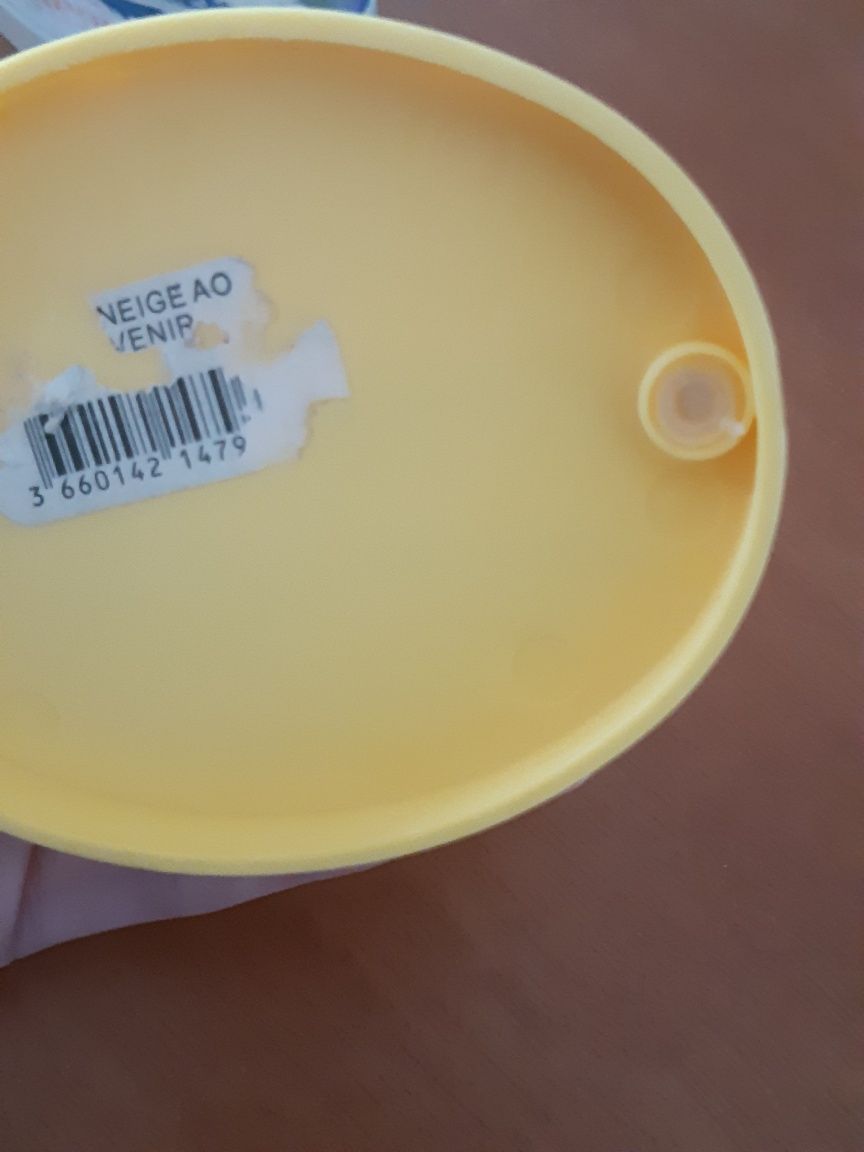 NEIGE AO
VENIR
3 660142 1479